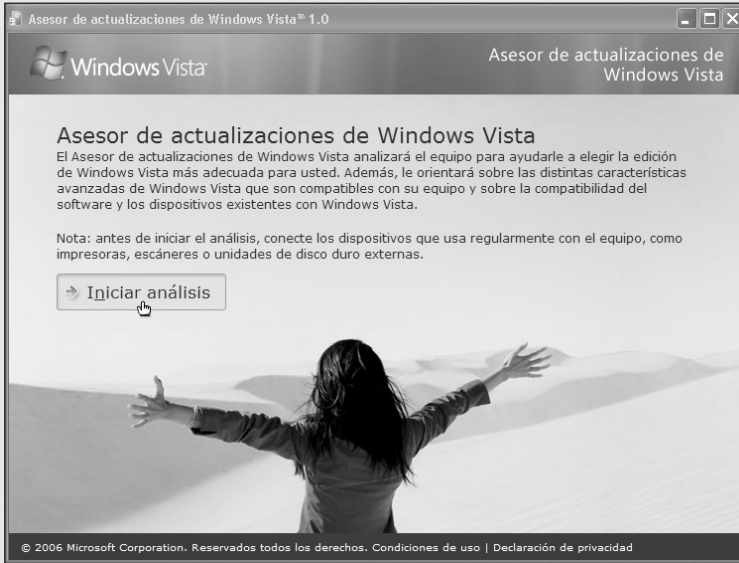 Asesor de actualizaciones de Windows Vista™ 1.0
Windows Vista™
Asesor de actualizaciones de
Windows Vista
Asesor de actualizaciones de Windows Vista
El Asesor de actualizaciones de Windows Vista analizará el equipo para ayudarle a elegir la edición
de Windows Vista más adecuada para usted. Además, le orientará sobre las distintas características
avanzadas de Windows Vista que son compatibles con su equipo y sobre la compatibilidad del
software y los dispositivos existentes con Windows Vista.
Nota: antes de iniciar el análisis, conecte los dispositivos que usa regularmente con el equipo, como
impresoras, escáneres o unidades de disco duro externas.
Iniciar análisis
© 2006 Microsoft Corporation. Reservados todos los derechos. Condiciones de uso | Declaración de privacidad